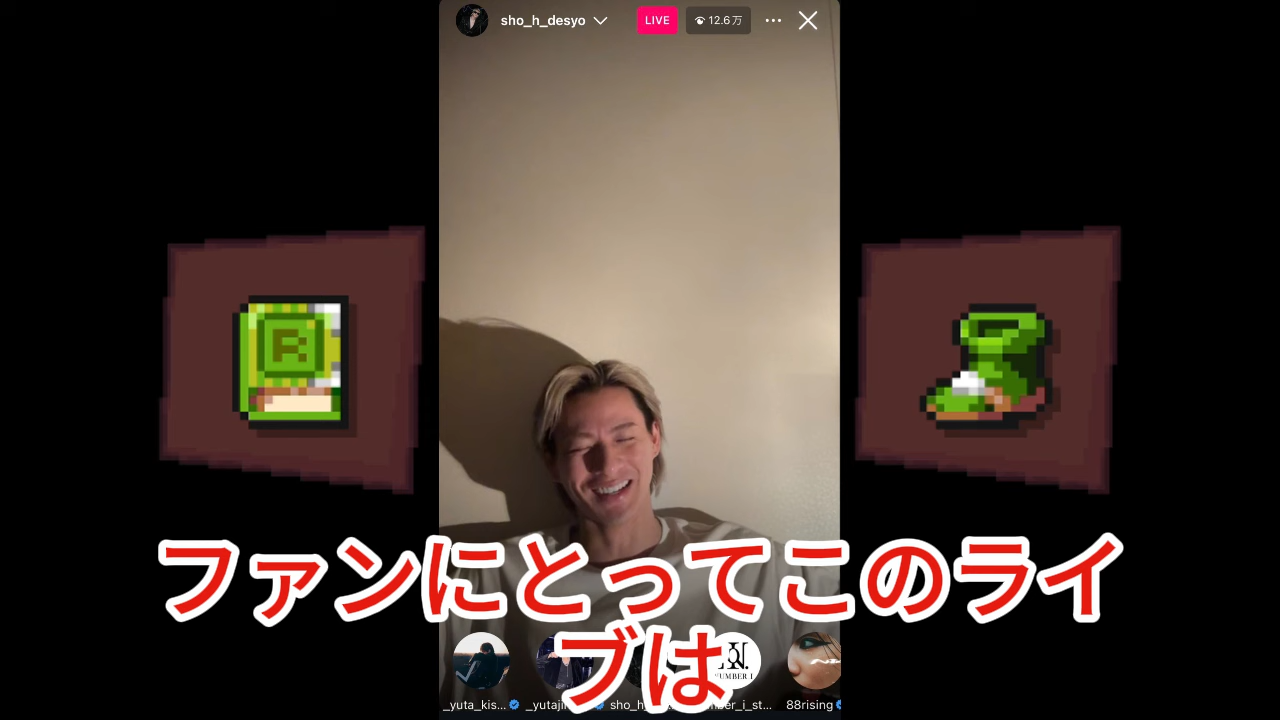 sho_h_desyo
LIVE
12.6万
R
ファンにとってこのライ
ブは
NUMBER I
_yuta_kis...
88rising